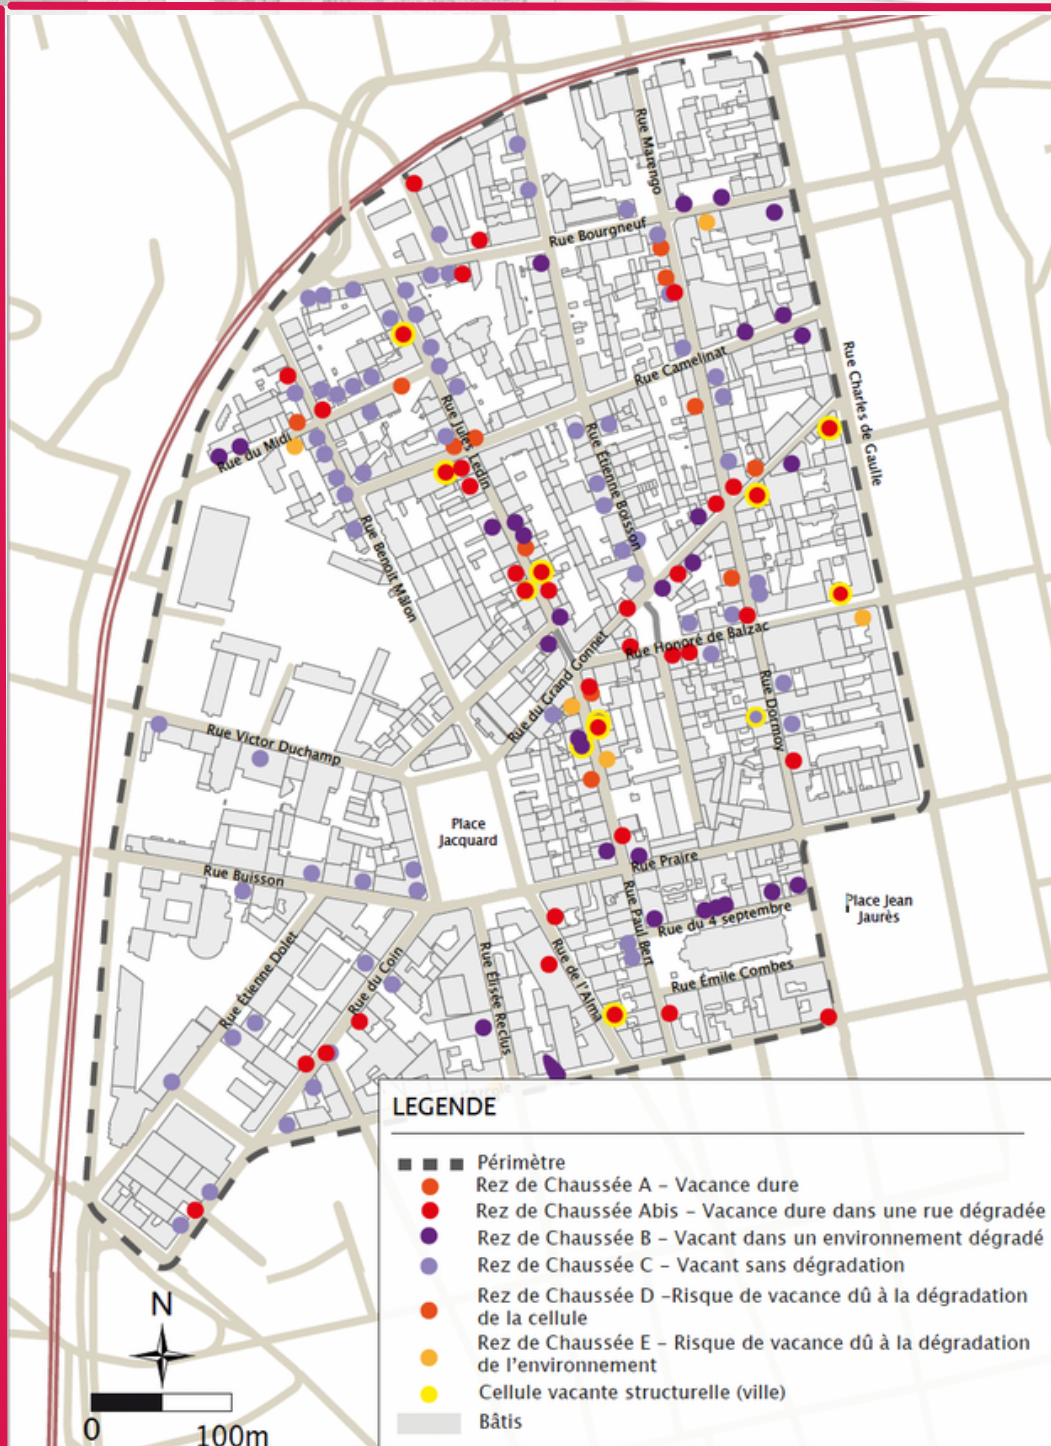 Rue Marengo
Rue Bourgneuf
Rue Camelinat
Rue Charles de Gaulle
Rue Jules Ledin
Rue du Midi
Rue Étienne Boisson
Rue Benoit Malon
Rue Honoré de Balzac
Rue du Grand Gonnet
Rue Dormoy
Rue Victor Duchamp
Place
Jacquard
Rue Praire
Rue Buisson
Rue Paul Bert
Place Jean
Jaurès
Rue du 4 septembre
Rue Étienne Dolet
Rue du Coin
Rue Élisée Reclus
Rue de l'Alma
Rue Émile Combes
LEGENDE
Périmètre
Rez de Chaussée A – Vacance dure
Rez de Chaussée Abis – Vacance dure dans une rue dégradée
Rez de Chaussée B – Vacant dans un environnement dégradé
Rez de Chaussée C – Vacant sans dégradation
Rez de Chaussée D –Risque de vacance dû à la dégradation
de la cellule
Rez de Chaussée E – Risque de vacance dû à la dégradation
de l'environnement
Cellule vacante structurelle (ville)
Bâtis
N
0 100m